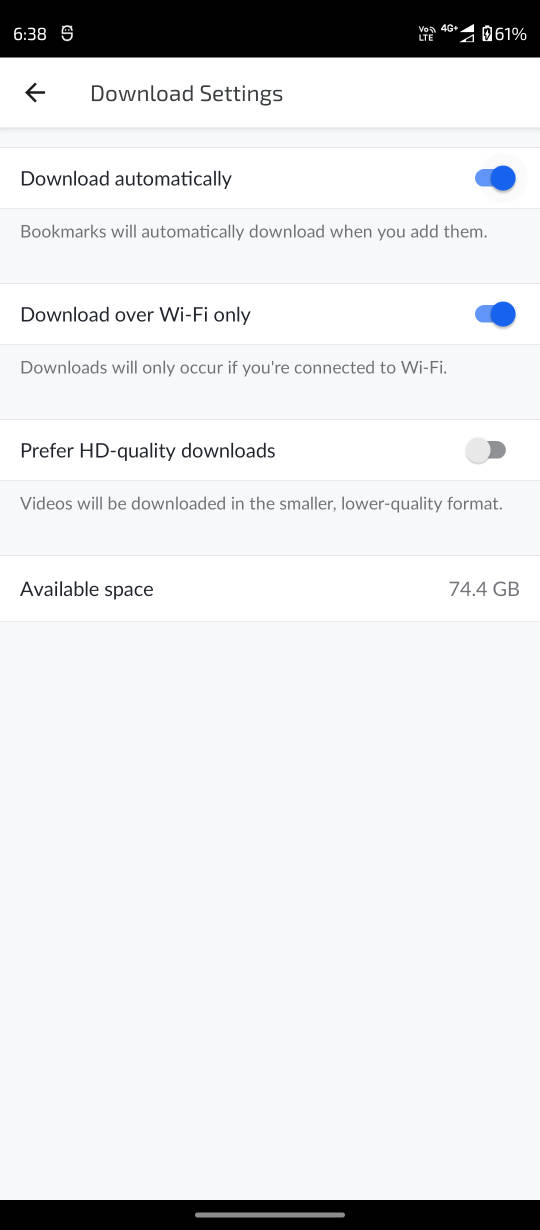 6:38 Vo LTE 4G+ 61%
Download Settings
Download automatically
Bookmarks will automatically download when you add them.
Download over Wi-Fi only
Downloads will only occur if you're connected to Wi-Fi.
Prefer HD-quality downloads
Videos will be downloaded in the smaller, lower-quality format.
Available space 74.4 GB